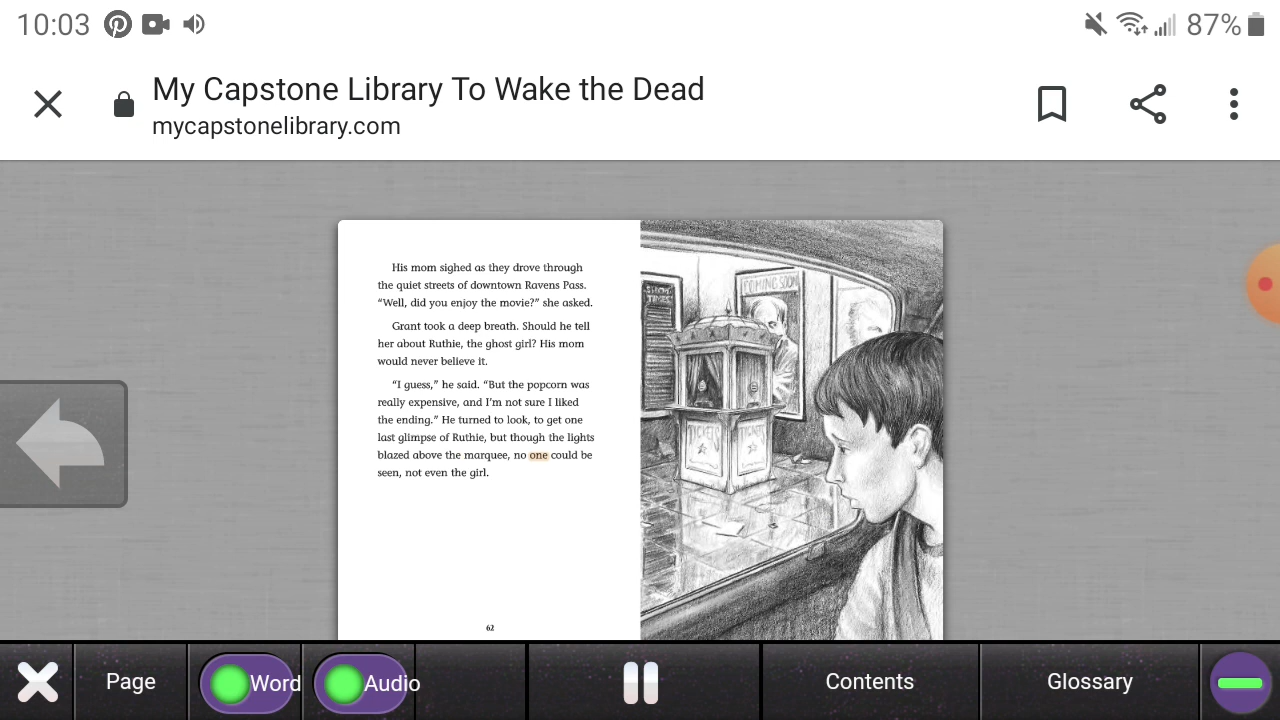 10:03
87%
My Capstone Library To Wake the Dead
mycapstonelibrary.com
His mom sighed as they drove through
the quiet streets of downtown Ravens Pass.
“Well, did you enjoy the movie?” she asked.
Grant took a deep breath. Should he tell
her about Ruthie, the ghost girl? His mom
would never believe it.
“I guess,” he said. “But the popcorn was
really expensive, and I’m not sure I liked
the ending.” He turned to look, to get one
last glimpse of Ruthie, but though the lights
blazed above the marquee, no one could be
seen, not even the girl.
62
SHOW
TIMES
COMING SOON
TICKETS
TICKETS
Page
Word
Audio
Contents
Glossary